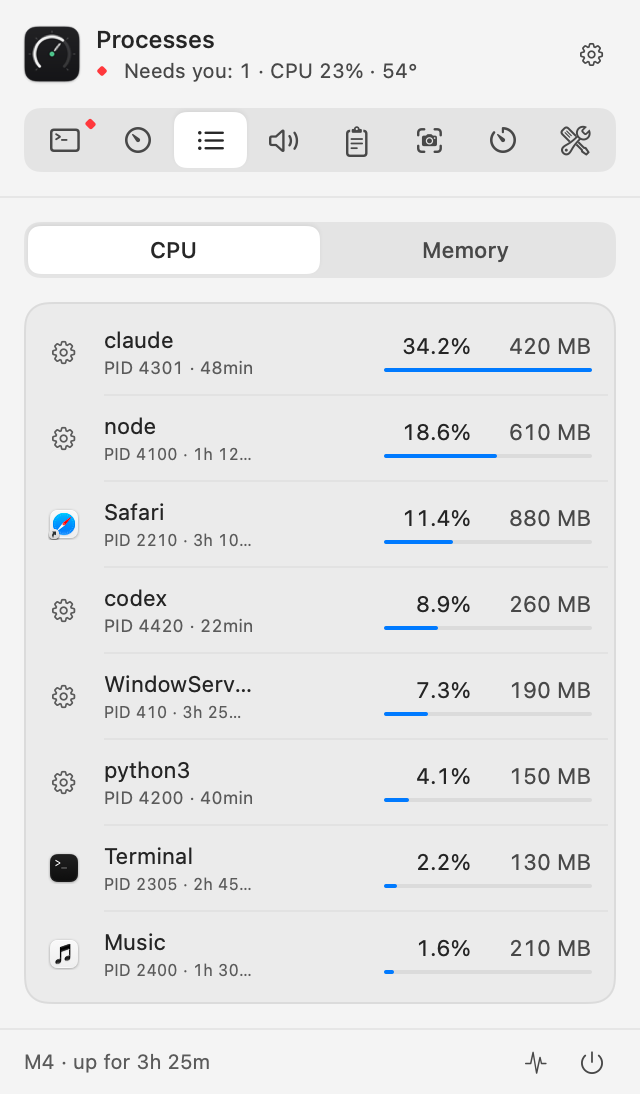 Processes
Needs you: 1 · CPU 23% · 54°
CPU
Memory
claude
34.2%
420 MB
PID 4301 · 48min
node
18.6%
610 MB
PID 4100 · 1h 12…
Safari
11.4%
880 MB
PID 2210 · 3h 10…
codex
8.9%
260 MB
PID 4420 · 22min
WindowServ…
7.3%
190 MB
PID 410 · 3h 25…
python3
4.1%
150 MB
PID 4200 · 40min
Terminal
2.2%
130 MB
PID 2305 · 2h 45…
Music
1.6%
210 MB
PID 2400 · 1h 30…
M4 · up for 3h 25m